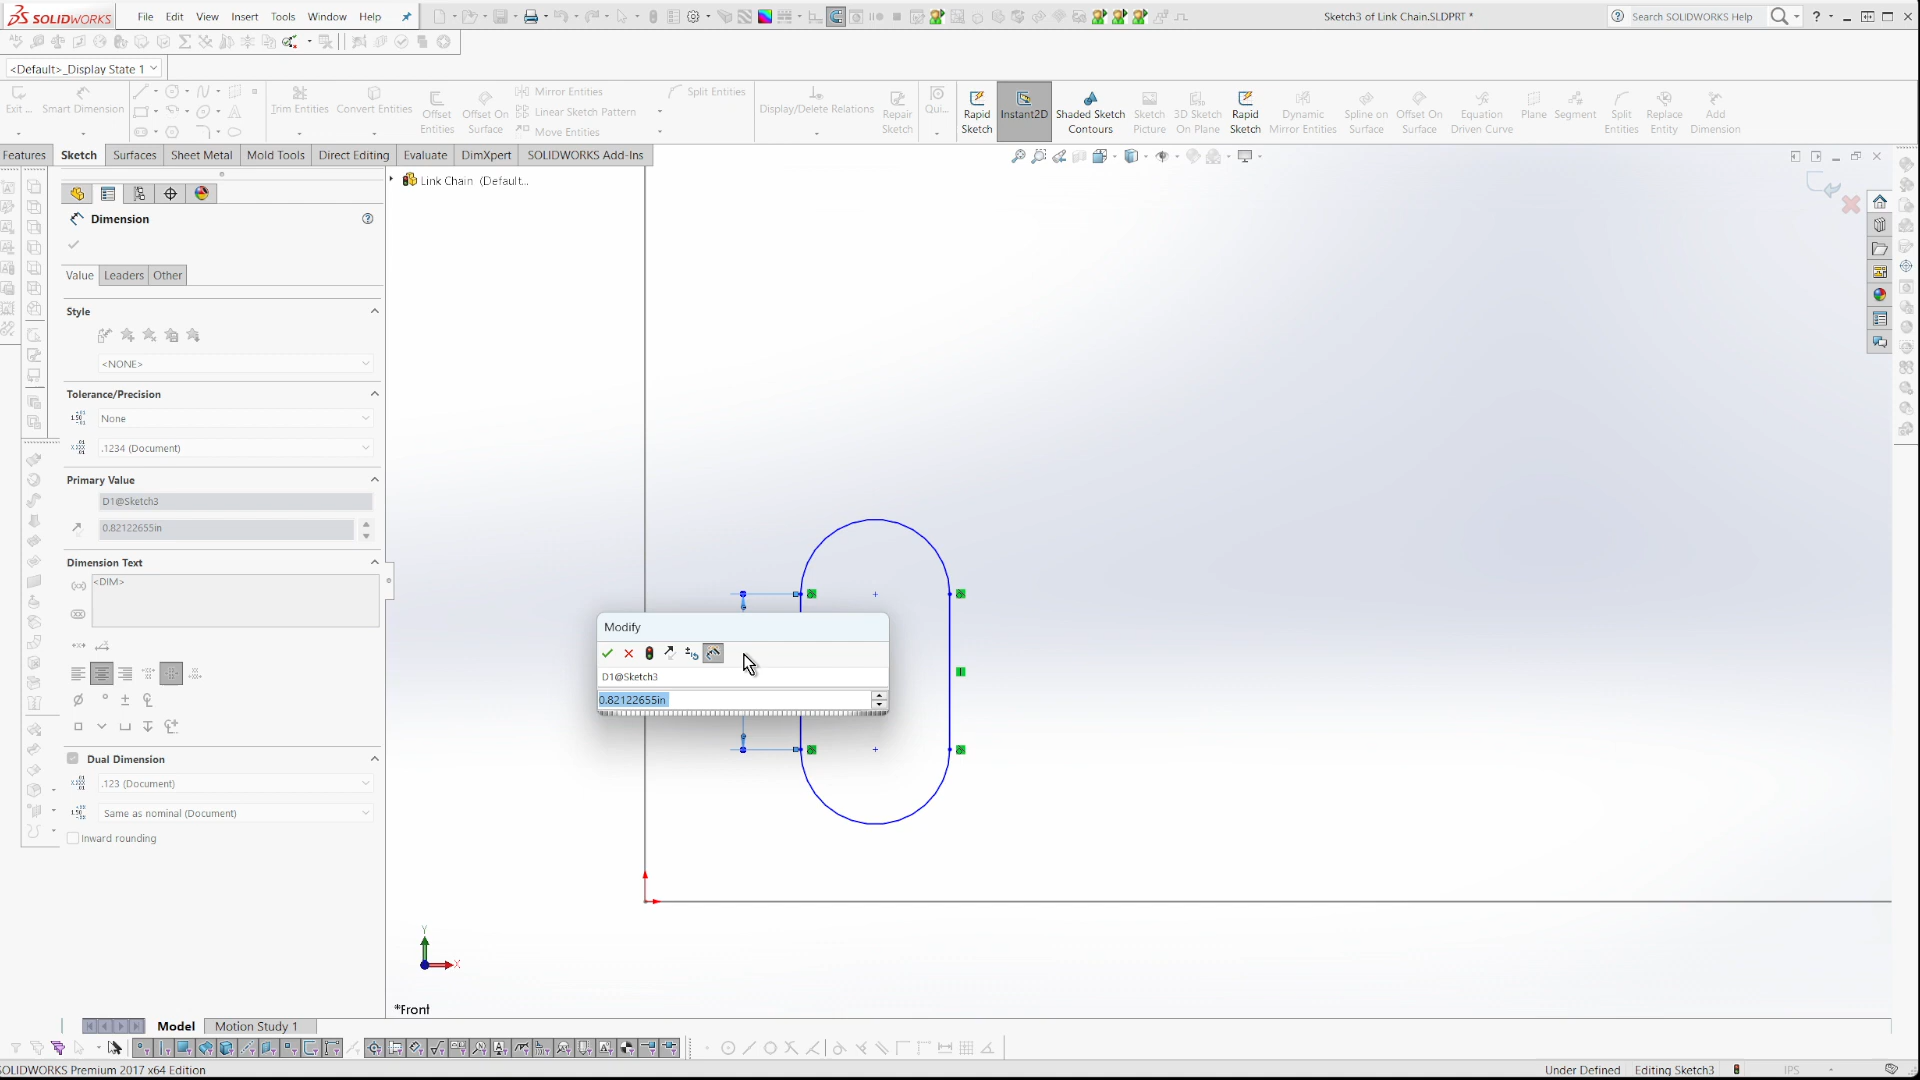 SOLIDWORKS File Edit View Insert Tools Window Help Sketch3 of Link Chain.SLDPRT * Search SOLIDWORKS Help
<Default>_Display State 1
Exit ... Smart Dimension Trim Entities Convert Entities Offset Entities Offset On Surface Mirror Entities Linear Sketch Pattern Move Entities Split Entities Display/Delete Relations Repair Sketch Qui... Rapid Sketch Instant2D Shaded Sketch Contours Sketch Picture 3D Sketch On Plane Rapid Sketch Dynamic Mirror Entities Spline on Surface Offset On Surface Equation Driven Curve Plane Segment Split Entities Replace Entity Add Dimension
Features Sketch Surfaces Sheet Metal Mold Tools Direct Editing Evaluate DimXpert SOLIDWORKS Add-Ins
Link Chain (Default...
Dimension
Value Leaders Other
Style
<NONE>
Tolerance/Precision
None
.1234 (Document)
Primary Value
D1@Sketch3
0.82122655in
Dimension Text
<DIM>
Dual Dimension
.123 (Document)
Same as nominal (Document)
Inward rounding
Modify
D1@Sketch3
0.82122655in
Y
X
*Front
Model Motion Study 1
SOLIDWORKS Premium 2017 x64 Edition Under Defined Editing Sketch3 IPS